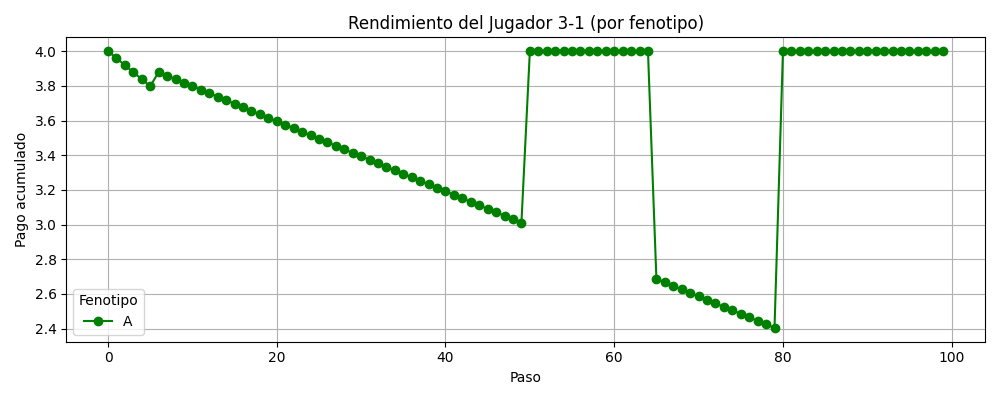 Rendimiento del Jugador 3-1 (por fenotipo)
Pago acumulado
4.0
3.8
3.6
3.4
3.2
3.0
2.8
2.6
2.4
Fenotipo
A
0 20 40 60 80 100
Paso